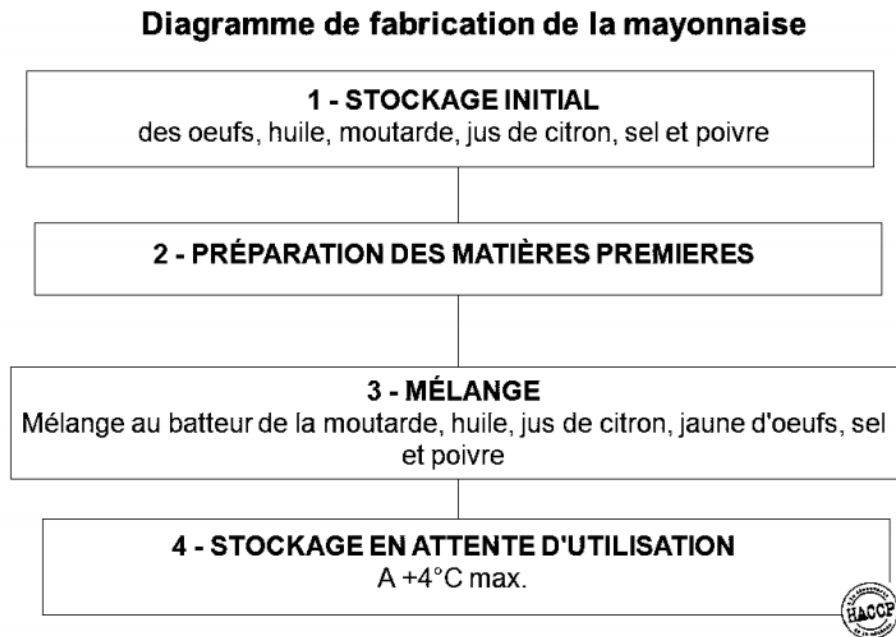 Diagramme de fabrication de la mayonnaise
1 - STOCKAGE INITIAL
des oeufs, huile, moutarde, jus de citron, sel et poivre
2 - PRÉPARATION DES MATIÈRES PREMIERES
3 - MÉLANGE
Mélange au batteur de la moutarde, huile, jus de citron, jaune d'oeufs, sel
et poivre
4 - STOCKAGE EN ATTENTE D'UTILISATION
A +4°C max.
HACCP